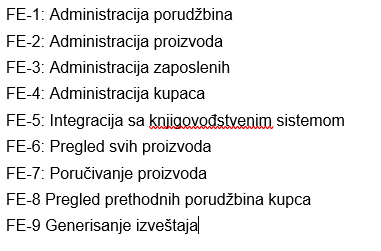 FE-1: Administracija porudžbina
FE-2: Administracija proizvoda
FE-3: Administracija zaposlenih
FE-4: Administracija kupaca
FE-5: Integracija sa knjigovođstvenim sistemom
FE-6: Pregled svih proizvoda
FE-7: Poručivanje proizvoda
FE-8 Pregled prethodnih porudžbina kupca
FE-9 Generisanje izveštaja